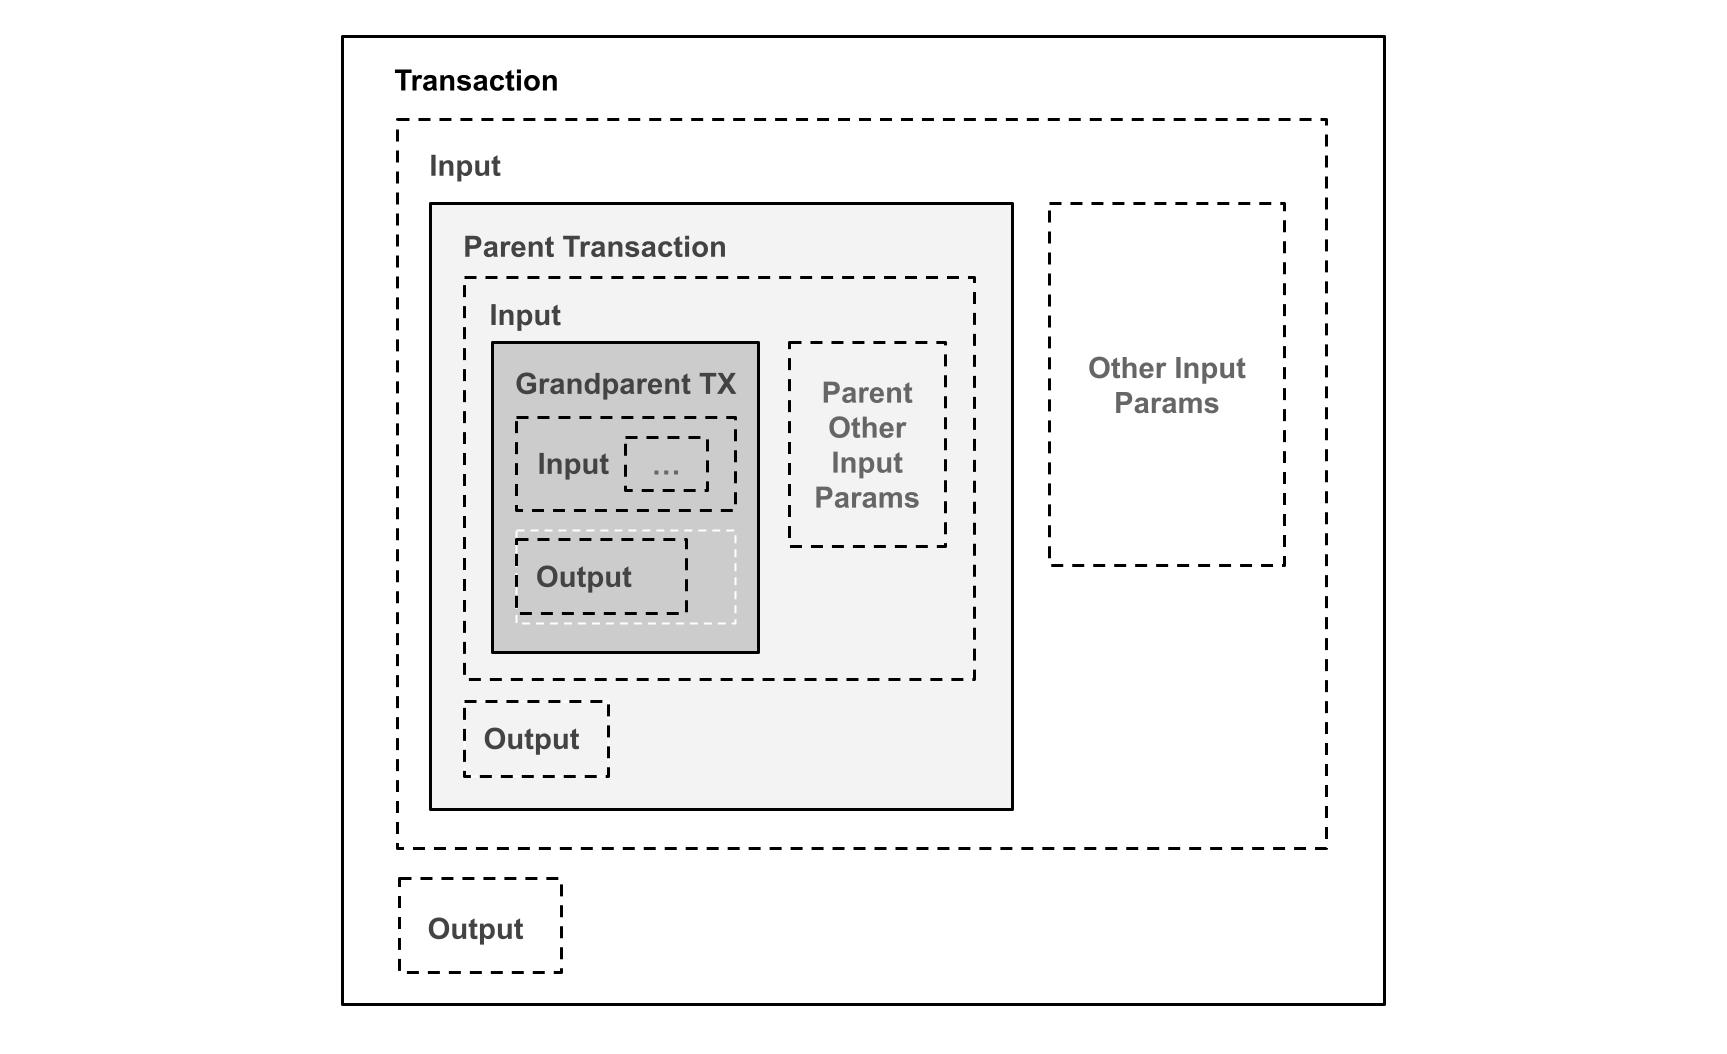 Transaction
Input
Parent Transaction
Input
Grandparent TX
Input
...
Output
Parent
Other
Input
Params
Output
Other Input
Params
Output